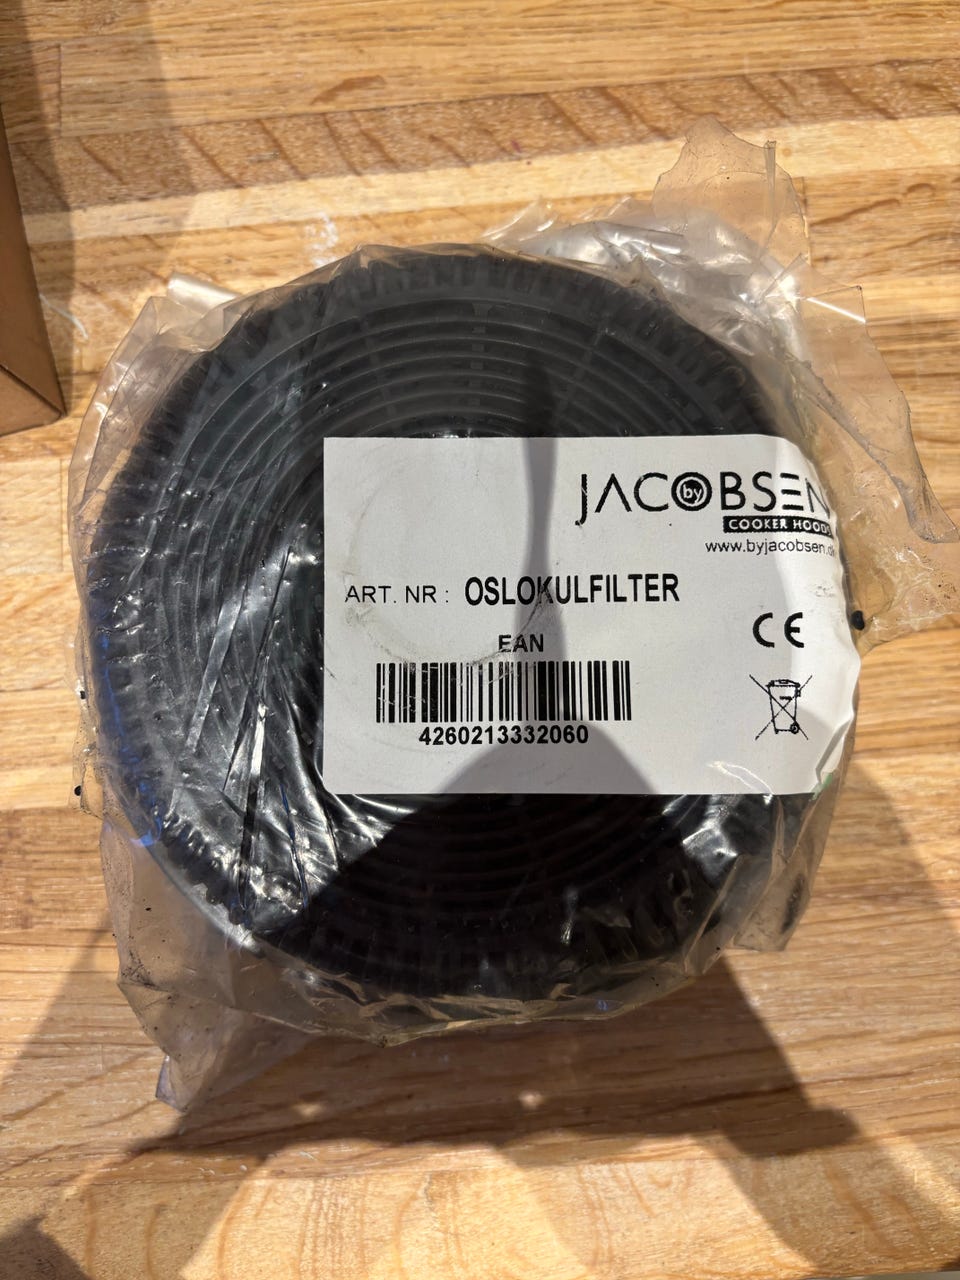 JACOBSEN
by
COOKER HOODS
www.byjacobsen.dk
ART. NR : OSLOKULFILTER
EAN
4260213332060
CE